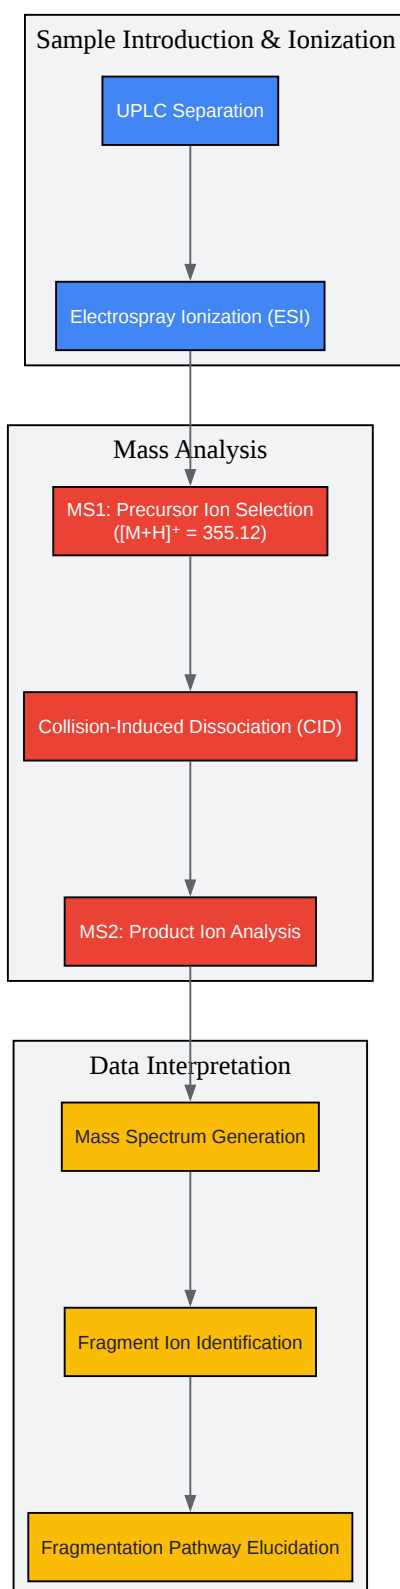 Sample Introduction & Ionization
UPLC Separation
Electrospray Ionization (ESI)
Mass Analysis
MS1: Precursor Ion Selection
([M+H]⁺ = 355.12)
Collision-Induced Dissociation (CID)
MS2: Product Ion Analysis
Data Interpretation
Mass Spectrum Generation
Fragment Ion Identification
Fragmentation Pathway Elucidation